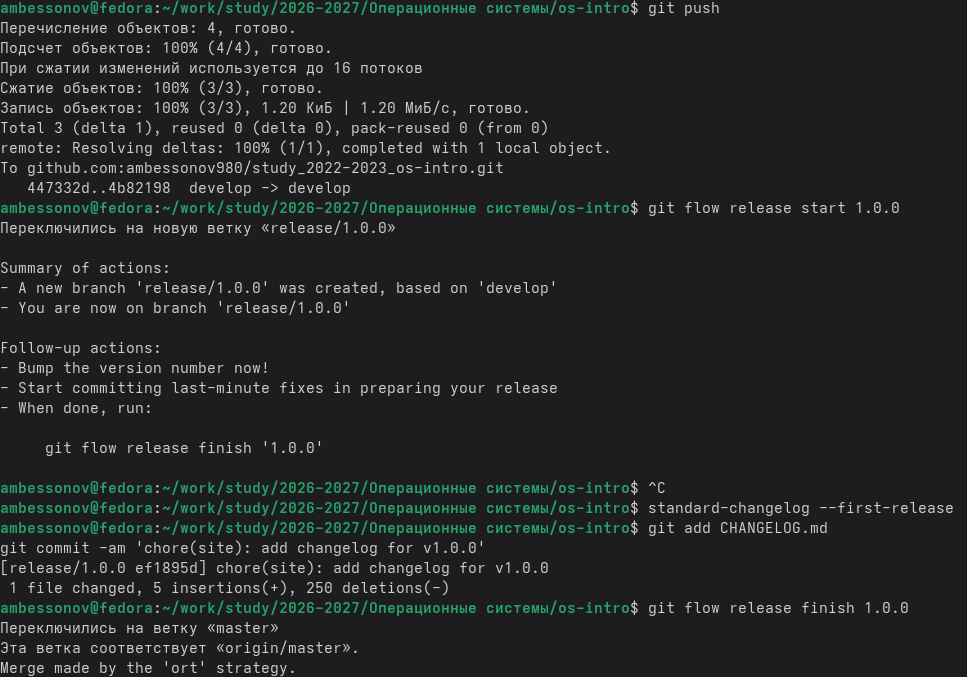 ambessonov@fedora:~/work/study/2026-2027/Операционные системы/os-intro$ git push
Перечисление объектов: 4, готово.
Подсчет объектов: 100% (4/4), готово.
При сжатии изменений используется до 16 потоков
Сжатие объектов: 100% (3/3), готово.
Запись объектов: 100% (3/3), 1.20 КиБ | 1.20 МиБ/с, готово.
Total 3 (delta 1), reused 0 (delta 0), pack-reused 0 (from 0)
remote: Resolving deltas: 100% (1/1), completed with 1 local object.
To github.com:ambessonov980/study_2022-2023_os-intro.git
   447332d..4b82198  develop -> develop
ambessonov@fedora:~/work/study/2026-2027/Операционные системы/os-intro$ git flow release start 1.0.0
Переключились на новую ветку «release/1.0.0»

Summary of actions:
- A new branch 'release/1.0.0' was created, based on 'develop'
- You are now on branch 'release/1.0.0'

Follow-up actions:
- Bump the version number now!
- Start committing last-minute fixes in preparing your release
- When done, run:

     git flow release finish '1.0.0'

ambessonov@fedora:~/work/study/2026-2027/Операционные системы/os-intro$ ^C
ambessonov@fedora:~/work/study/2026-2027/Операционные системы/os-intro$ standard-changelog --first-release
ambessonov@fedora:~/work/study/2026-2027/Операционные системы/os-intro$ git add CHANGELOG.md
git commit -am 'chore(site): add changelog for v1.0.0'
[release/1.0.0 ef1895d] chore(site): add changelog for v1.0.0
 1 file changed, 5 insertions(+), 250 deletions(-)
ambessonov@fedora:~/work/study/2026-2027/Операционные системы/os-intro$ git flow release finish 1.0.0
Переключились на ветку «master»
Эта ветка соответствует «origin/master».
Merge made by the 'ort' strategy.